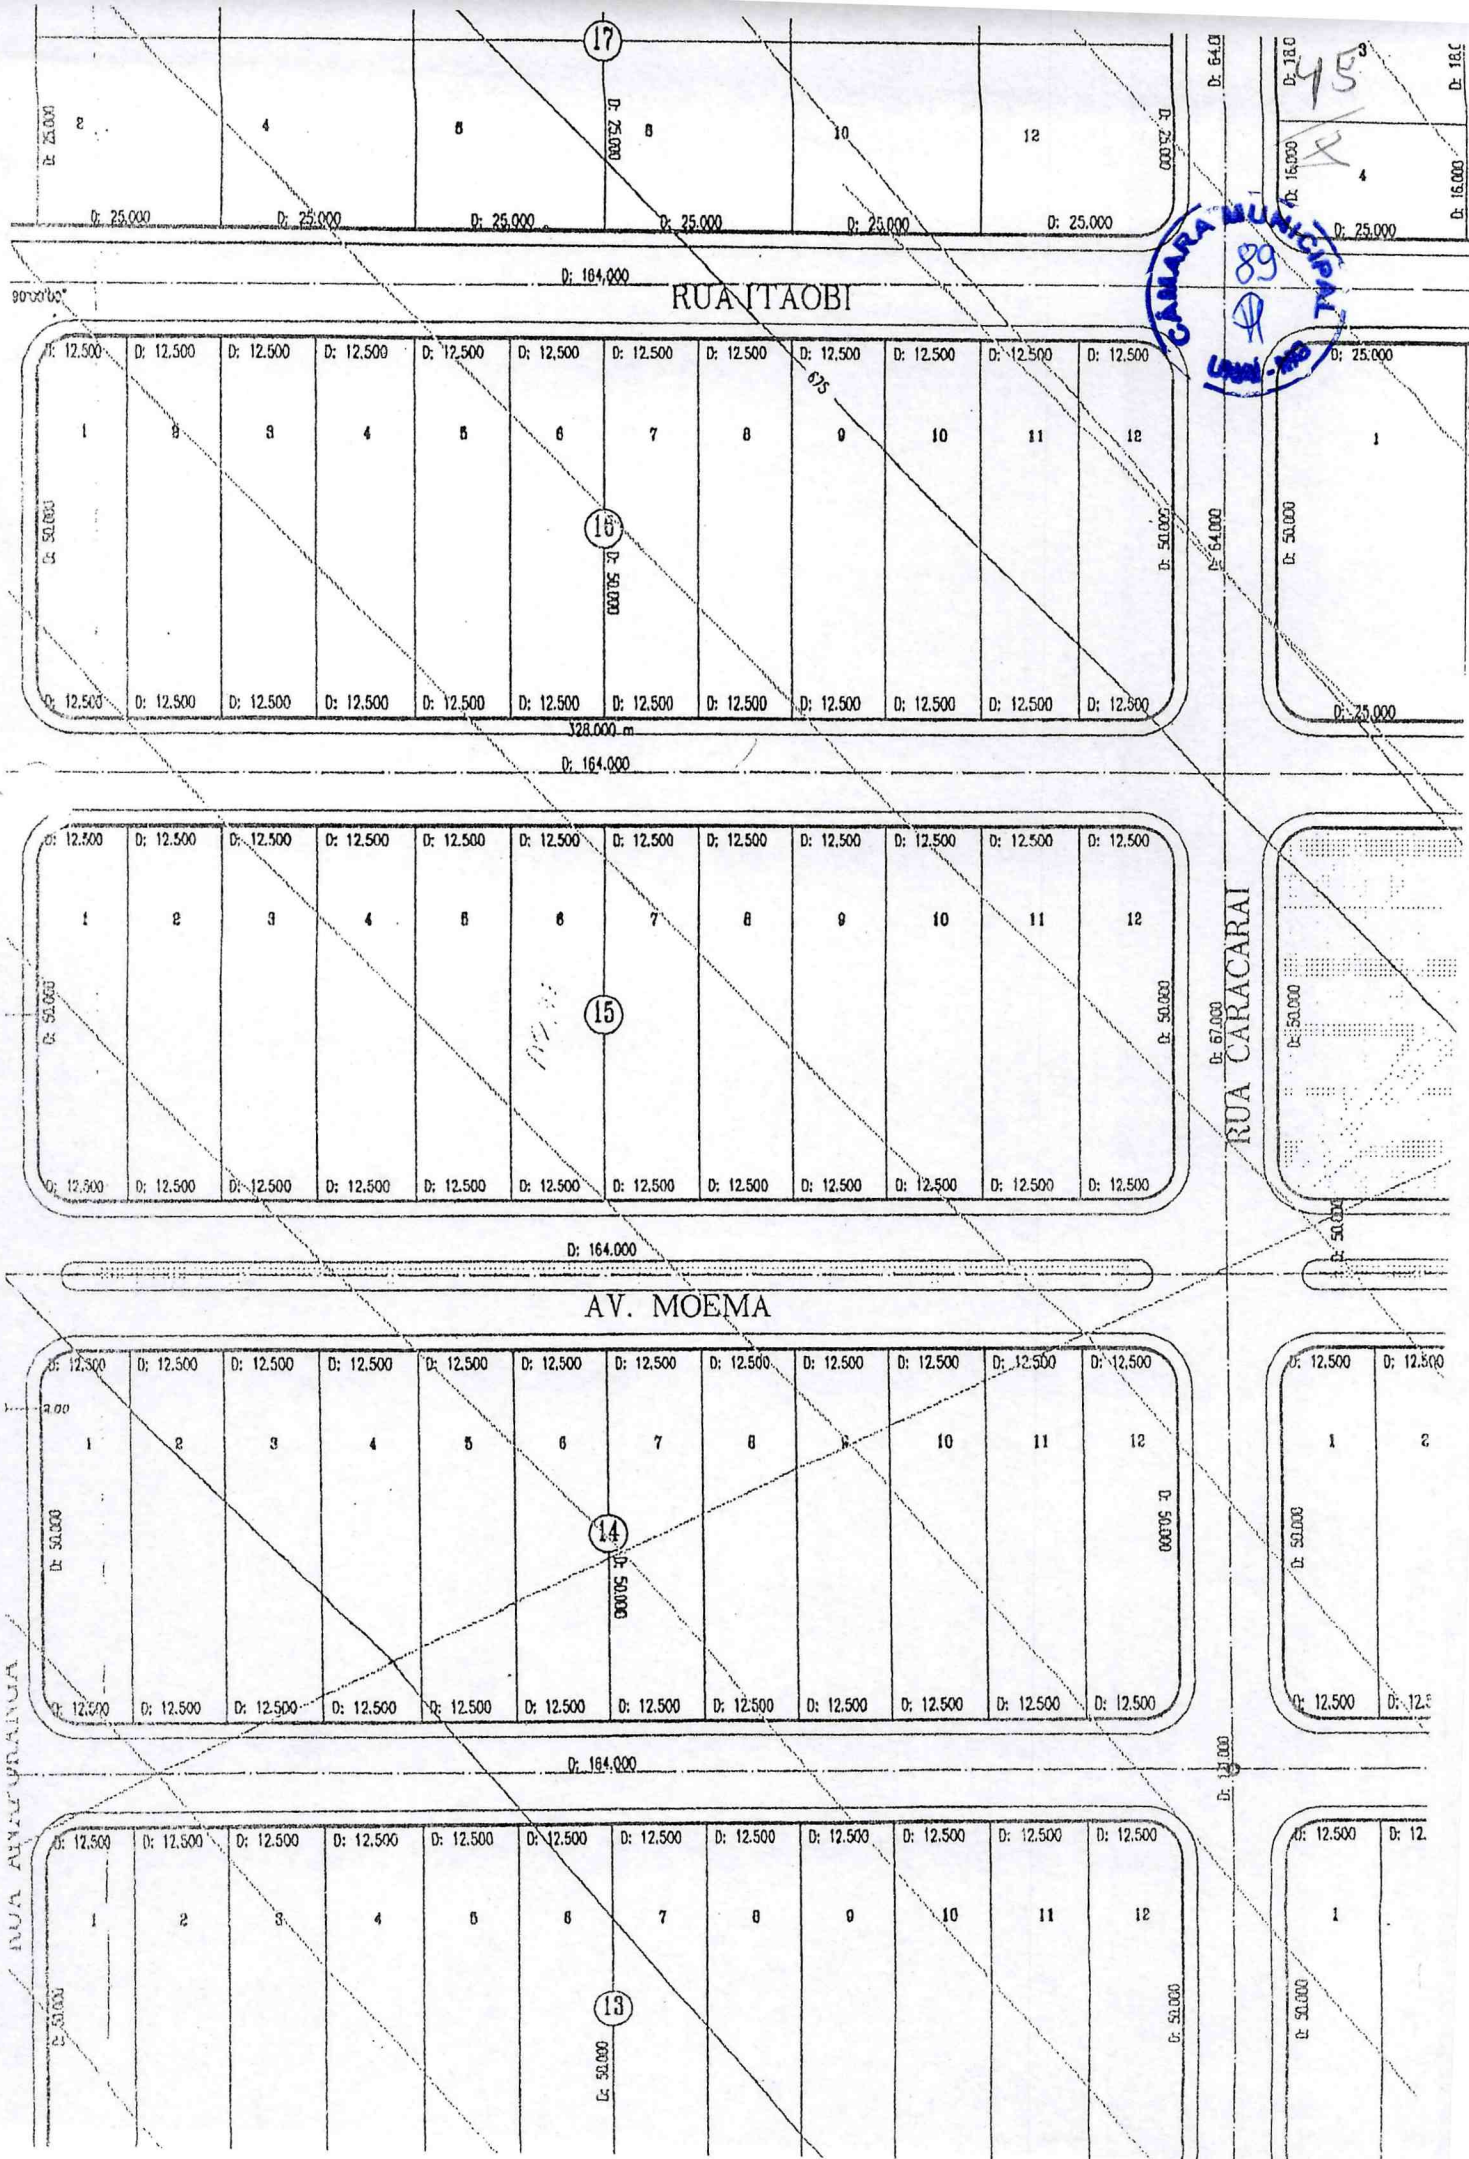 17
D: 25.000
2
4
6
D: 25.000
8
10
12
D: 25.000
D: 64.0
D: 18.0
45
3
D: 18.0
D: 16.000
4
D: 16.000
D: 25.000
D: 25.000
D: 25.000
D: 25.000
D: 25.000
D: 25.000
D: 25.000
CÂMARA MUNICIPAL
89
UNAÍ - MG
D: 164.000
90°00'00"
RUA ITAOBI
D: 12.500 D: 12.500 D: 12.500 D: 12.500 D: 12.500 D: 12.500 D: 12.500 D: 12.500 D: 12.500 D: 12.500 D: 12.500 D: 12.500 D: 25.000
675
1 2 3 4 5 6 7 8 9 10 11 12 1
D: 50.000
16
D: 50.000
D: 50.000
D: 64.000
D: 50.000
D: 12.500 D: 12.500 D: 12.500 D: 12.500 D: 12.500 D: 12.500 D: 12.500 D: 12.500 D: 12.500 D: 12.500 D: 12.500 D: 12.500 D: 25.000
328.000 m
D: 164.000
D: 12.500 D: 12.500 D: 12.500 D: 12.500 D: 12.500 D: 12.500 D: 12.500 D: 12.500 D: 12.500 D: 12.500 D: 12.500 D: 12.500
1 2 3 4 5 6 7 8 9 10 11 12
D: 50.000
15
D: 50.000
D: 67.000
RUA CARACARAI
D: 50.000
D: 12.500 D: 12.500 D: 12.500 D: 12.500 D: 12.500 D: 12.500 D: 12.500 D: 12.500 D: 12.500 D: 12.500 D: 12.500 D: 12.500
D: 50.000
D: 164.000
AV. MOEMA
D: 12.500 D: 12.500 D: 12.500 D: 12.500 D: 12.500 D: 12.500 D: 12.500 D: 12.500 D: 12.500 D: 12.500 D: 12.500 D: 12.500 D: 12.500 D: 12.500
1 2 3 4 5 6 7 8 9 10 11 12 1 2
D: 50.000
14
D: 50.000
D: 50.000
D: 50.000
D: 12.500 D: 12.500 D: 12.500 D: 12.500 D: 12.500 D: 12.500 D: 12.500 D: 12.500 D: 12.500 D: 12.500 D: 12.500 D: 12.500 D: 12.500 D: 12.5
D: 164.000
RUA
D: 12.500 D: 12.500 D: 12.500 D: 12.500 D: 12.500 D: 12.500 D: 12.500 D: 12.500 D: 12.500 D: 12.500 D: 12.500 D: 12.500 D: 12.500 D: 12.
1 2 3 4 5 6 7 8 9 10 11 12 1
D: 50.000
13
D: 50.000
D: 50.000
D: 50.000